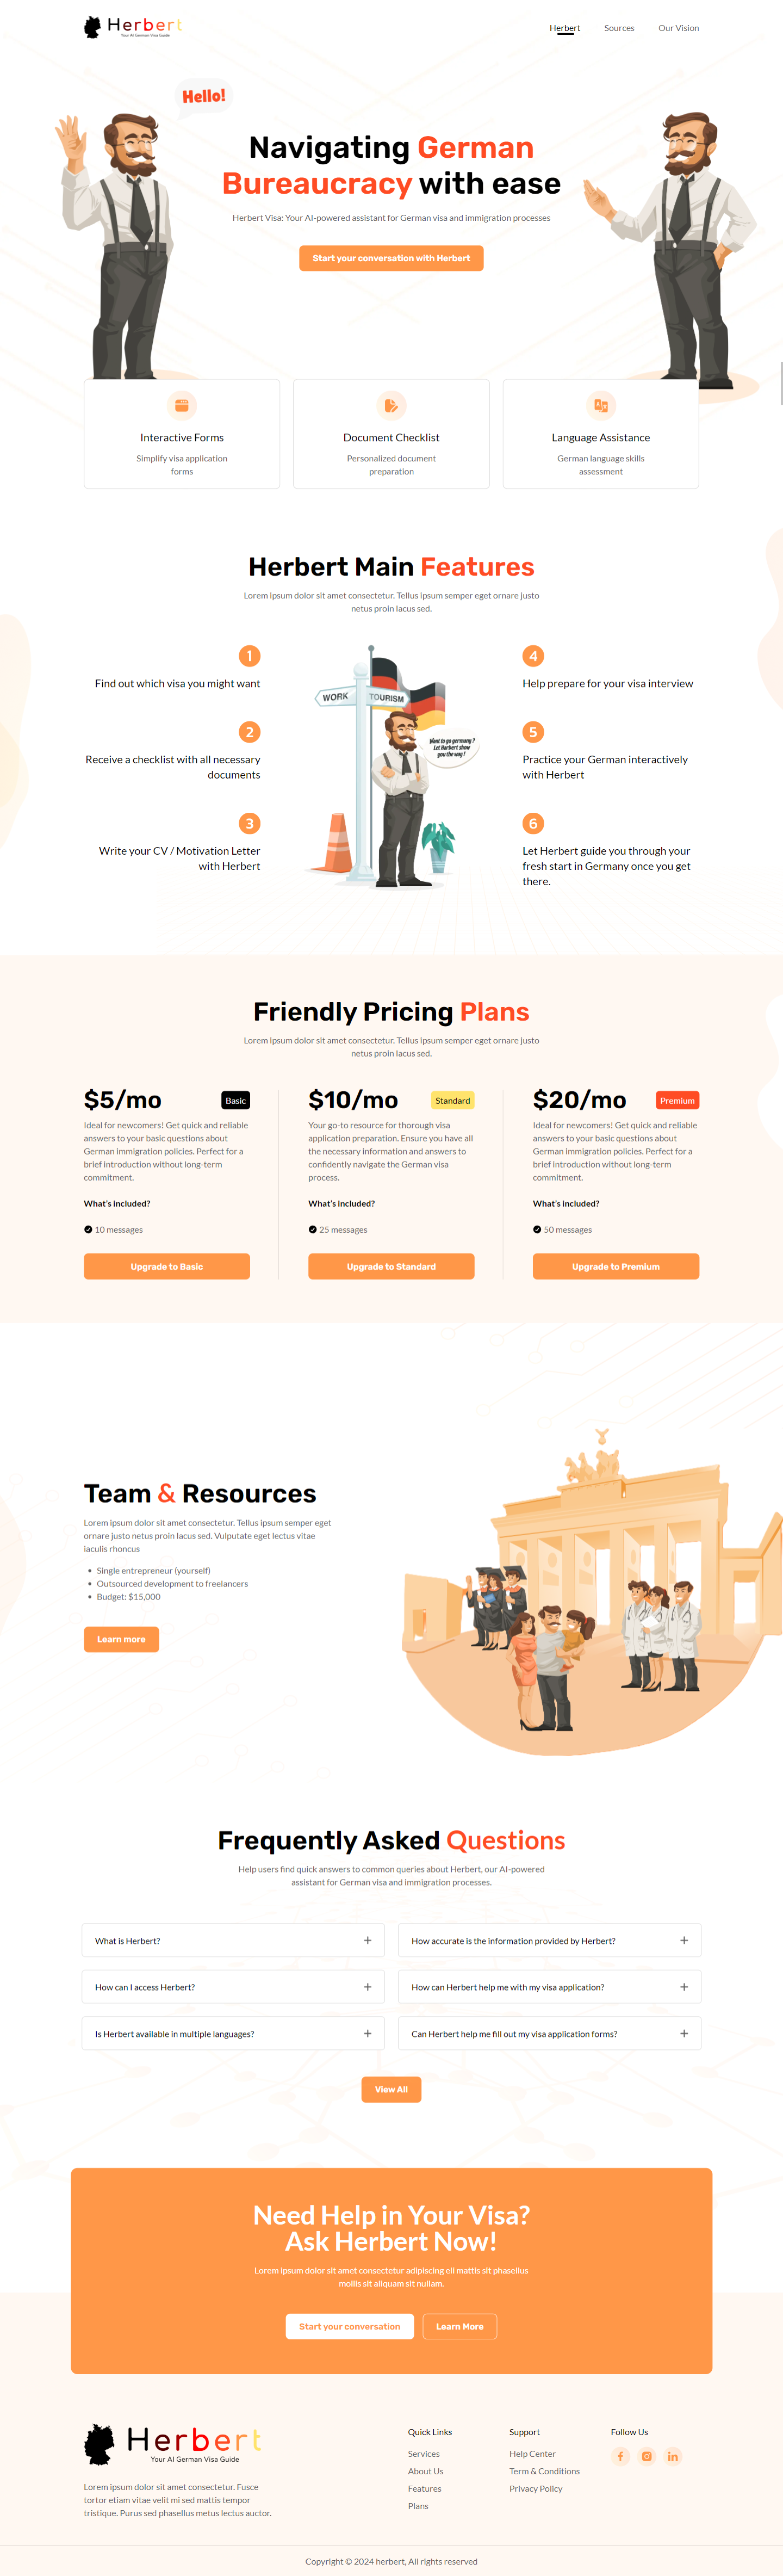 Herbert
Your AI German Visa Guide
Herbert
Sources
Our Vision
Hello!
Navigating German
Bureaucracy with ease
Herbert Visa: Your AI-powered assistant for German visa and immigration processes
Start your conversation with Herbert
Interactive Forms
Simplify visa application
forms
Document Checklist
Personalized document
preparation
Language Assistance
German language skills
assessment
Herbert Main Features
Lorem ipsum dolor sit amet consectetur. Tellus ipsum semper eget ornare justo
netus proin lacus sed.
1
Find out which visa you might want
2
Receive a checklist with all necessary
documents
3
Write your CV / Motivation Letter
with Herbert
WORK
TOURISM
Want to go germany ?
Let Harbert show
you the way !
4
Help prepare for your visa interview
5
Practice your German interactively
with Herbert
6
Let Herbert guide you through your
fresh start in Germany once you get
there.
Friendly Pricing Plans
Lorem ipsum dolor sit amet consectetur. Tellus ipsum semper eget ornare justo
netus proin lacus sed.
$5/mo
Basic
Ideal for newcomers! Get quick and reliable
answers to your basic questions about
German immigration policies. Perfect for a
brief introduction without long-term
commitment.
What's included?
10 messages
Upgrade to Basic
$10/mo
Standard
Your go-to resource for thorough visa
application preparation. Ensure you have all
the necessary information and answers to
confidently navigate the German visa
process.
What's included?
25 messages
Upgrade to Standard
$20/mo
Premium
Ideal for newcomers! Get quick and reliable
answers to your basic questions about
German immigration policies. Perfect for a
brief introduction without long-term
commitment.
What's included?
50 messages
Upgrade to Premium
Team & Resources
Lorem ipsum dolor sit amet consectetur. Tellus ipsum semper eget
ornare justo netus proin lacus sed. Vulputate eget lectus vitae
iaculis rhoncus
• Single entrepreneur (yourself)
• Outsourced development to freelancers
• Budget: $15,000
Learn more
Frequently Asked Questions
Help users find quick answers to common queries about Herbert, our AI-powered
assistant for German visa and immigration processes.
What is Herbert?
How accurate is the information provided by Herbert?
How can I access Herbert?
How can Herbert help me with my visa application?
Is Herbert available in multiple languages?
Can Herbert help me fill out my visa application forms?
View All
Need Help in Your Visa?
Ask Herbert Now!
Lorem ipsum dolor sit amet consectetur adipiscing eli mattis sit phasellus
mollis sit aliquam sit nullam.
Start your conversation
Learn More
Herbert
Your AI German Visa Guide
Lorem ipsum dolor sit amet consectetur. Fusce
tortor etiam vitae velit mi sed mattis tempor
tristique. Purus sed phasellus metus lectus auctor.
Quick Links
Services
About Us
Features
Plans
Support
Help Center
Term & Conditions
Privacy Policy
Follow Us
Copyright © 2024 herbert, All rights reserved